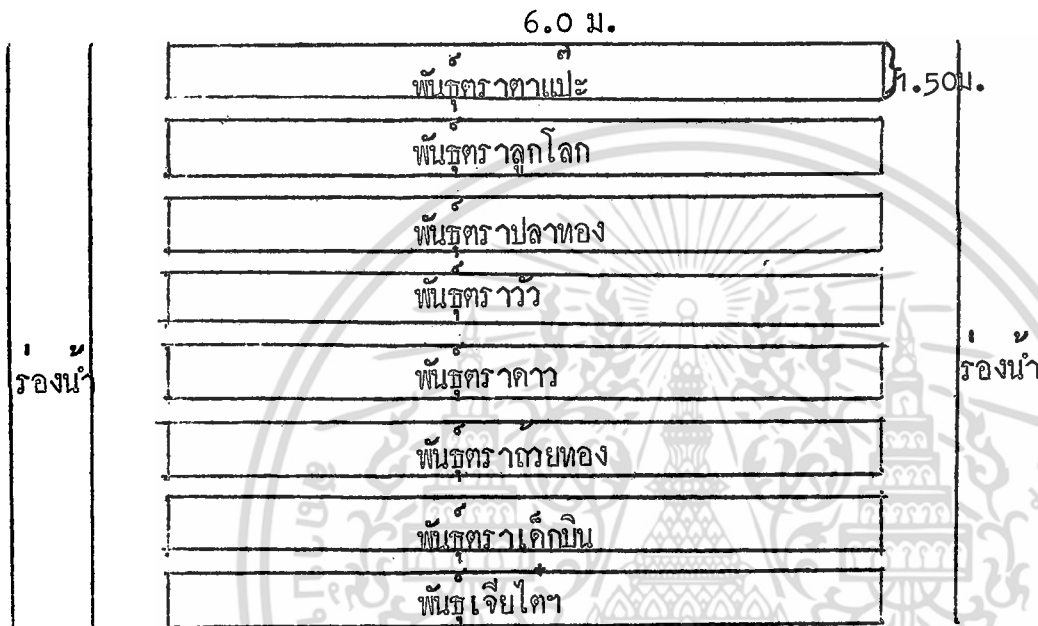 6.0 ม.
พันธุ์ตราตาแป๊ะ
1.50ม.
พันธุ์ตราลูกโลก
พันธุ์ตราปลาทอง
พันธุ์ตราวัว
ร่องน้ำ
พันธุ์ตราดาว
ร่องน้ำ
พันธุ์ตราถ้วยทอง
พันธุ์ตราเด็กบิน
พันธุ์เจียไต๋ฯ